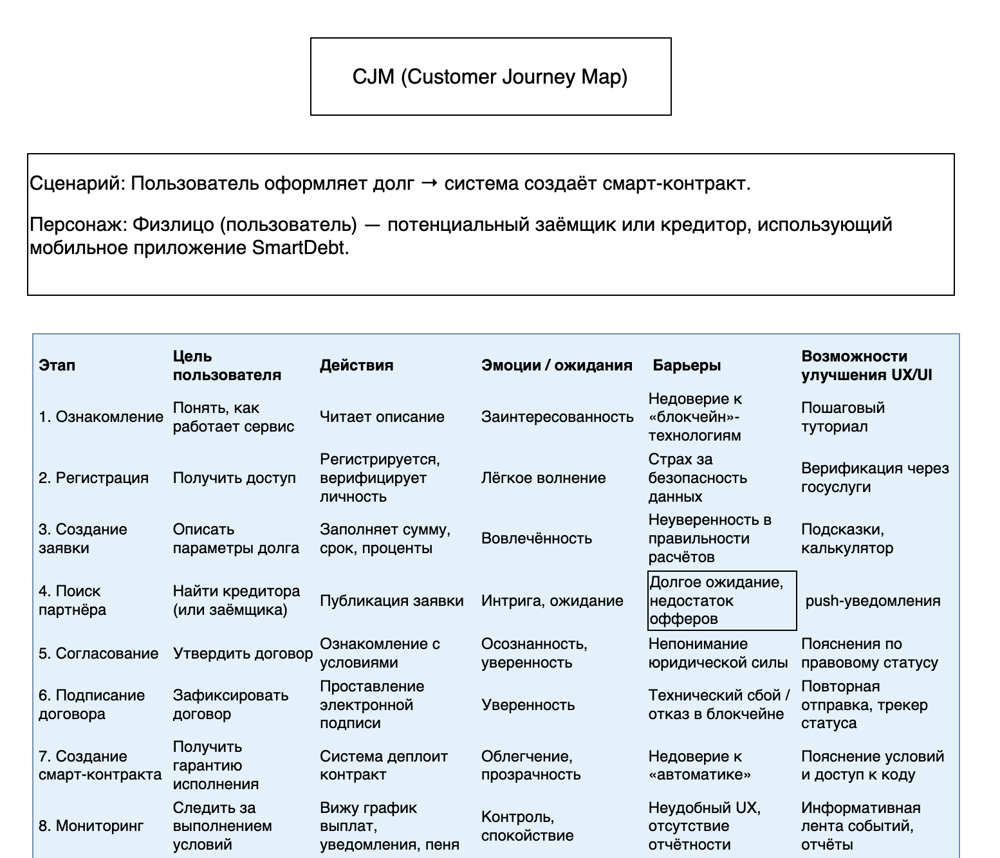 CJM (Customer Journey Map)
Сценарий: Пользователь оформляет долг → система создаёт смарт-контракт.
Персонаж: Физлицо (пользователь) — потенциальный заёмщик или кредитор, использующий
мобильное приложение SmartDebt.
Этап
Цель
пользователя
Действия
Эмоции / ожидания
Барьеры
Возможности
улучшения UX/UI
1. Ознакомление
Понять, как
работает сервис
Читает описание
Заинтересованность
Недоверие к
«блокчейн»-
технологиям
Пошаговый
туториал
2. Регистрация
Получить доступ
Регистрируется,
верифицирует
личность
Лёгкое волнение
Страх за
безопасность
данных
Верификация через
госуслуги
3. Создание
заявки
Описать
параметры долга
Заполняет сумму,
срок, проценты
Вовлечённость
Неуверенность в
правильности
расчётов
Подсказки,
калькулятор
4. Поиск
партнёра
Найти кредитора
(или заёмщика)
Публикация заявки
Интрига, ожидание
Долгое ожидание,
недостаток
офферов
push-уведомления
5. Согласование
Утвердить договор
Ознакомление с
условиями
Осознанность,
уверенность
Непонимание
юридической силы
Пояснения по
правовому статусу
6. Подписание
договора
Зафиксировать
договор
Проставление
электронной
подписи
Уверенность
Технический сбой /
отказ в блокчейне
Повторная
отправка, трекер
статуса
7. Создание
смарт-контракта
Получить
гарантию
исполнения
Система деплоит
контракт
Облегчение,
прозрачность
Недоверие к
«автоматике»
Пояснение условий
и доступ к коду
8. Мониторинг
Следить за
выполнением
условий
Вижу график
выплат,
уведомления, пеня
Контроль,
спокойствие
Неудобный UX,
отсутствие
отчётности
Информативная
лента событий,
отчёты